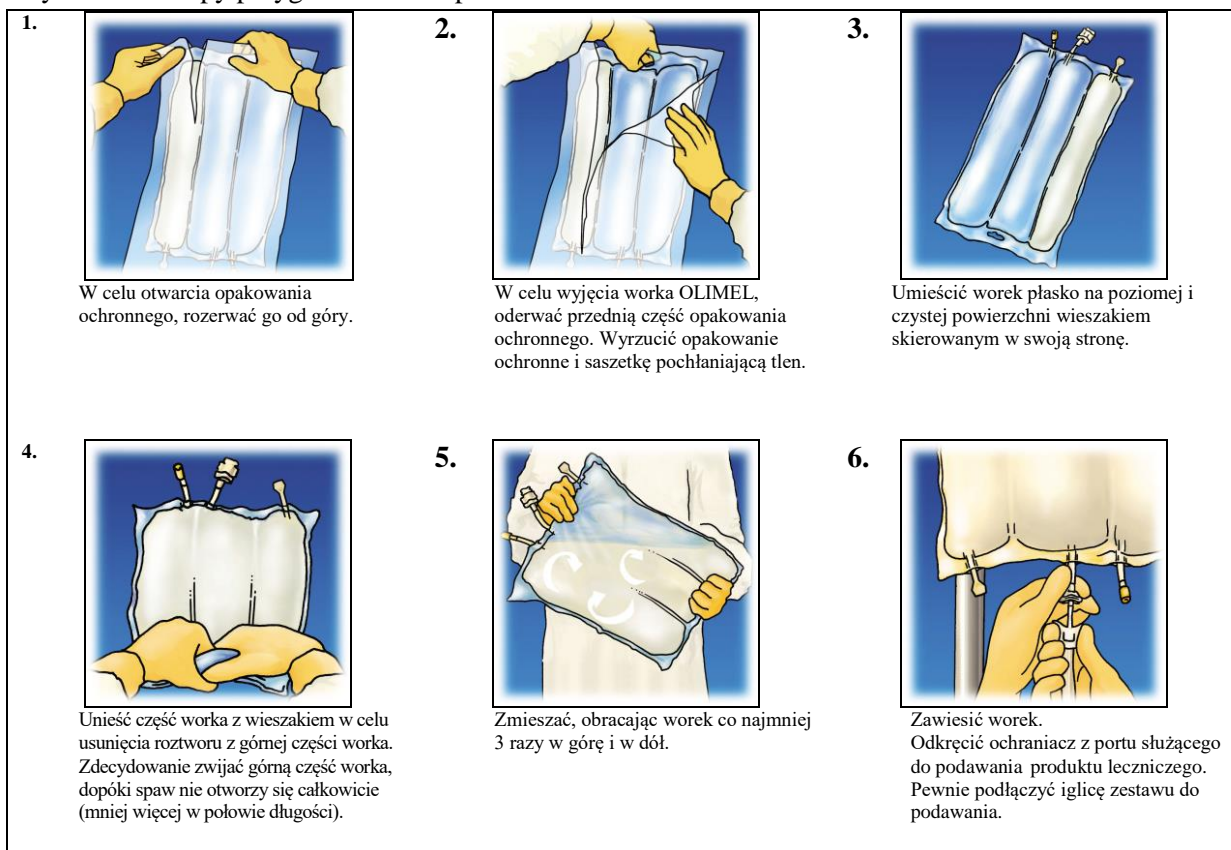 1.
W celu otwarcia opakowania
ochronnego, rozerwać go od góry.
2.
W celu wyjęcia worka OLIMEL,
oderwać przednią część opakowania
ochronnego. Wyrzucić opakowanie
ochronne i saszetkę pochłaniającą tlen.
3.
Umieścić worek płasko na poziomej i
czystej powierzchni wieszakiem
skierowanym w swoją stronę.
4.
Unieść część worka z wieszakiem w celu
usunięcia roztworu z górnej części worka.
Zdecydowanie zwijać górną część worka,
dopóki spaw nie otworzy się całkowicie
(mniej więcej w połowie długości).
5.
Zmieszać, obracając worek co najmniej
3 razy w górę i w dół.
6.
Zawiesić worek.
Odkręcić ochraniacz z portu służącego
do podawania produktu leczniczego.
Pewnie podłączyć iglicę zestawu do
podawania.